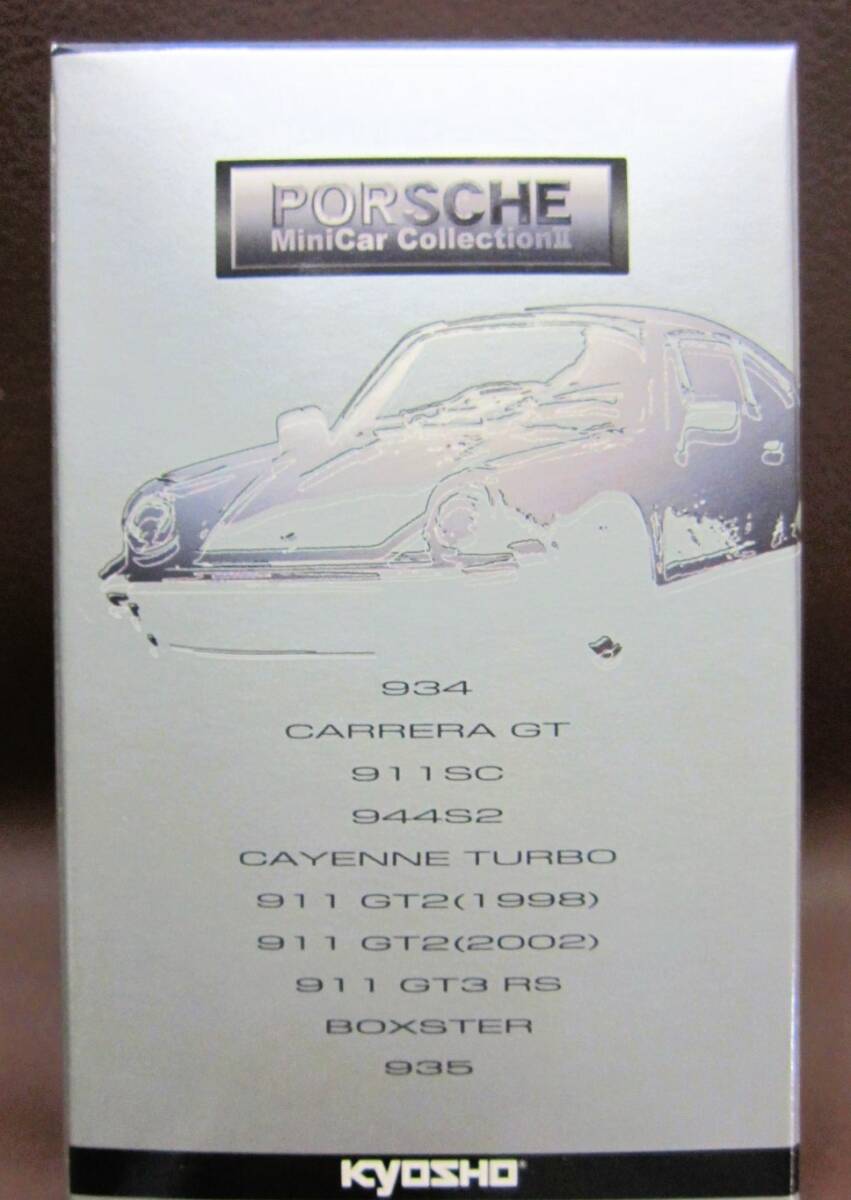 PORSCHE
MiniCar CollectionⅡ
934
CARRERA GT
911SC
944S2
CAYENNE TURBO
911 GT2(1998)
911 GT2(2002)
911 GT3 RS
BOXSTER
935
KYOSHO